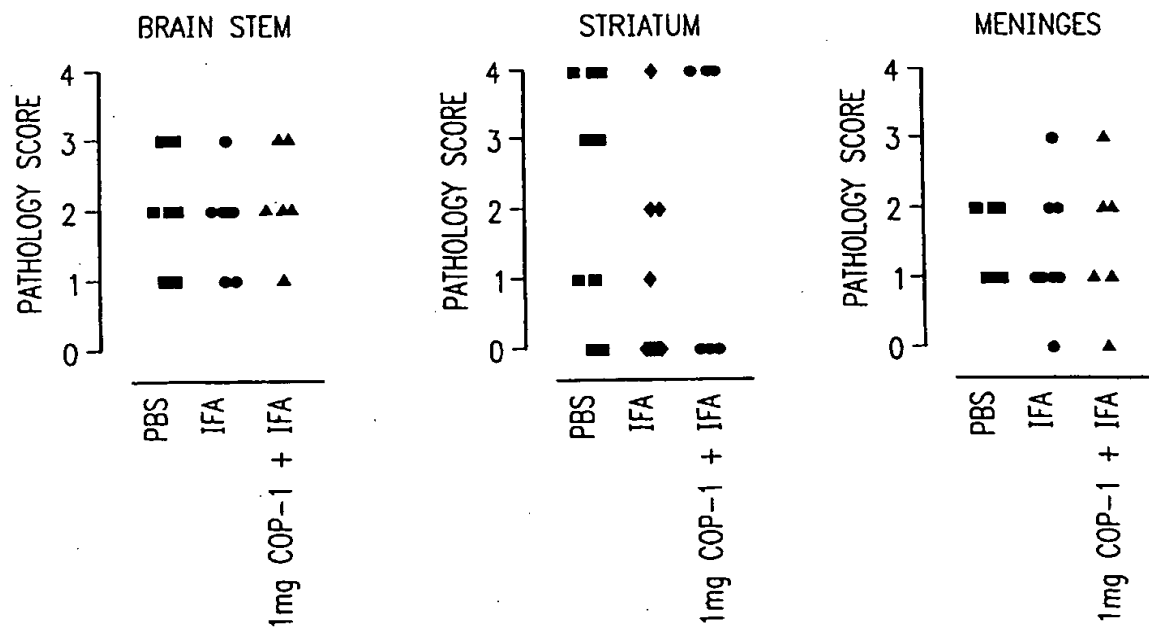 BRAIN STEM
PATHOLOGY SCORE
4
3
2
1
0
PBS
IFA
1mg COP-1 + IFA
STRIATUM
PATHOLOGY SCORE
4
3
2
1
0
PBS
IFA
1mg COP-1 + IFA
MENINGES
PATHOLOGY SCORE
4
3
2
1
0
PBS
IFA
1mg COP-1 + IFA